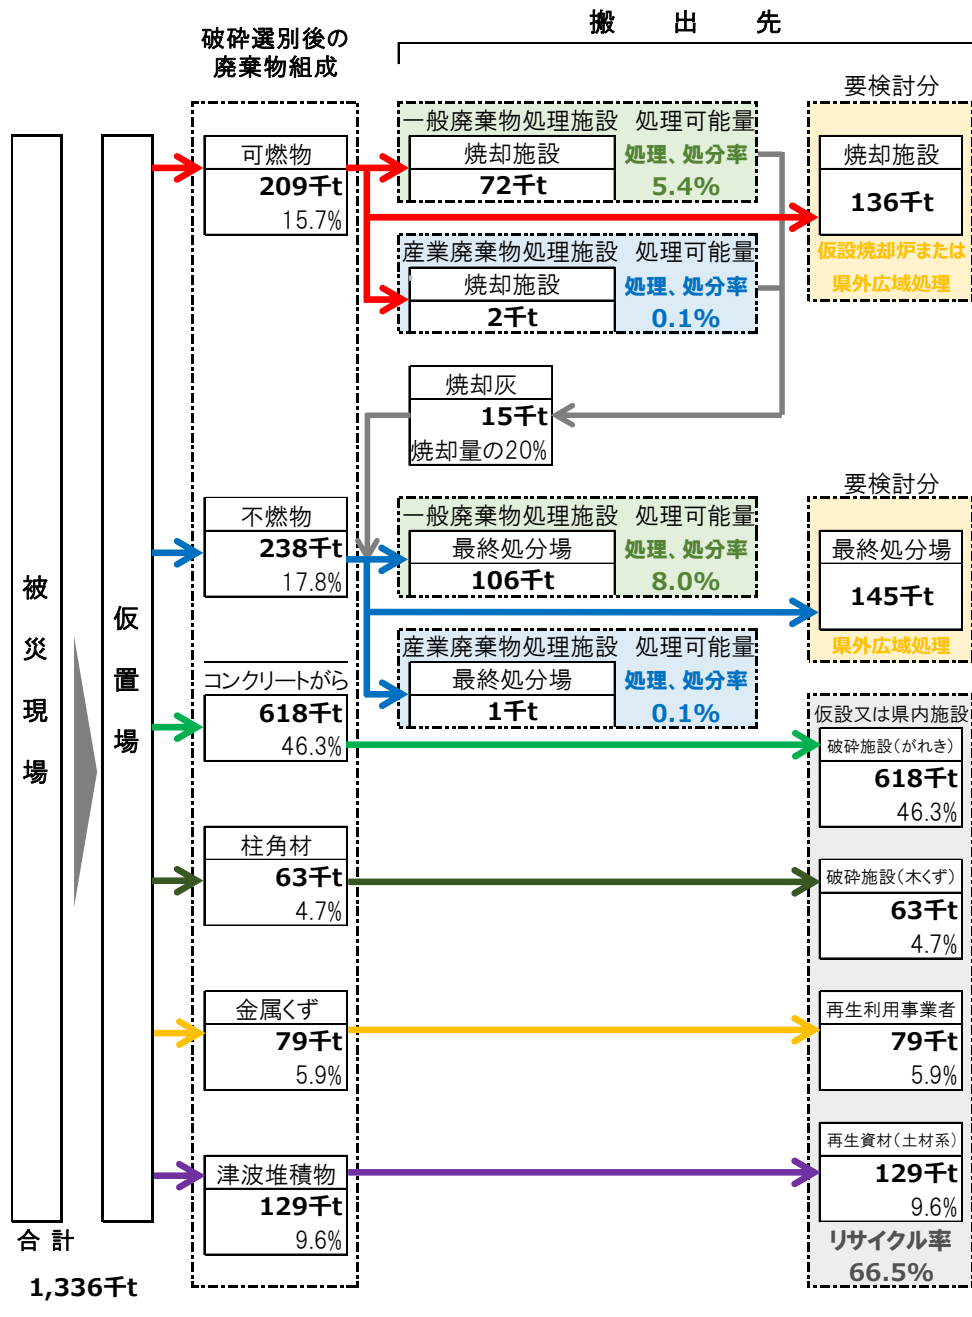 搬　出　先
破砕選別後の
廃棄物組成
要検討分
可燃物
209千t
15.7%
一般廃棄物処理施設　処理可能量
焼却施設
72千t
処理、処分率
5.4%
焼却施設
136千t
仮設焼却炉または
県外広域処理
産業廃棄物処理施設　処理可能量
焼却施設
2千t
処理、処分率
0.1%
焼却灰
15千t
焼却量の20%
要検討分
不燃物
238千t
17.8%
一般廃棄物処理施設　処理可能量
最終処分場
106千t
処理、処分率
8.0%
最終処分場
145千t
県外広域処理
産業廃棄物処理施設　処理可能量
最終処分場
1千t
処理、処分率
0.1%
被災現場
仮置場
コンクリートがら
618千t
46.3%
仮設又は県内施設
破砕施設(がれき)
618千t
46.3%
柱角材
63千t
4.7%
破砕施設(木くず)
63千t
4.7%
金属くず
79千t
5.9%
再生利用事業者
79千t
5.9%
津波堆積物
129千t
9.6%
再生資材(土材系)
129千t
9.6%
リサイクル率
66.5%
合 計
1,336千t